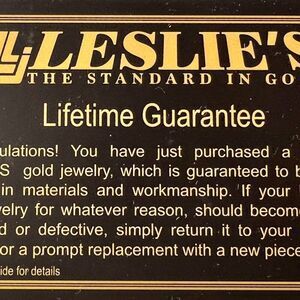 LESLIE'S
THE STANDARD IN GO
Lifetime Guarantee
ulations! You have just purchased a
S gold jewelry, which is guaranteed to b
in materials and workmanship. If your
elry for whatever reason, should become
d or defective, simply return it to your
or a prompt replacement with a new piece
ide for details